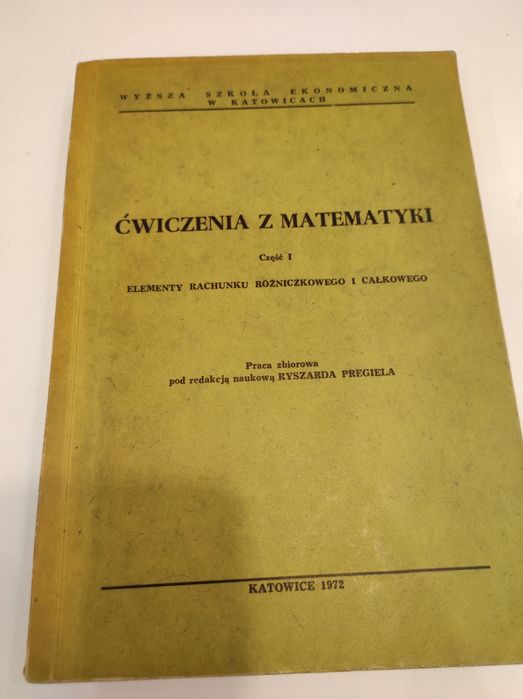 WYŻSZA SZKOŁA EKONOMICZNA
W KATOWICACH
ĆWICZENIA Z MATEMATYKI
Część I
ELEMENTY RACHUNKU RÓŻNICZKOWEGO I CAŁKOWEGO
Praca zbiorowa
pod redakcją naukową RYSZARDA PREGIELA
KATOWICE 1972